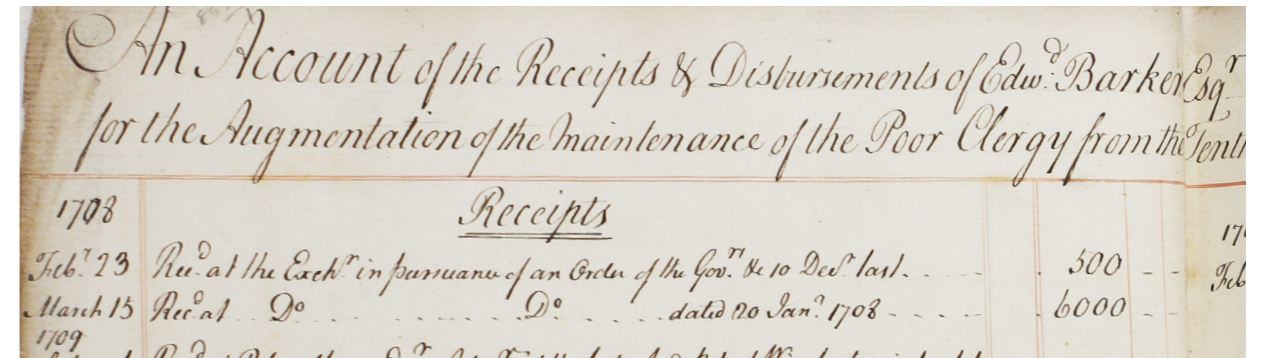 An Account of the Receipts & Disbursements of Edw.d Barker Esq.r
for the Augmentation of the Maintenance of the Poor Clergy from the Tent
1708 Receipts
Feb.r 23 Rec.d at the Exch.r in pursuance of an Order of the Gov.rs &c 10 Dec.r last. 500 - -
March 15 Rec.d at D.o D.o dated 20 Jan.r 1708 6000 - -
1709